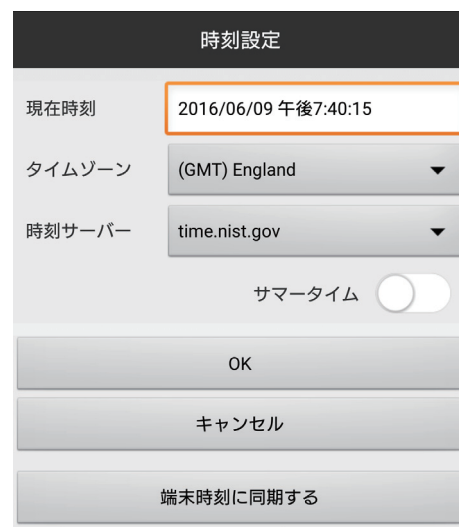 時刻設定
現在時刻 2016/06/09 午後7:40:15
タイムゾーン (GMT) England
時刻サーバー time.nist.gov
サマータイム
OK
キャンセル
端末時刻に同期する